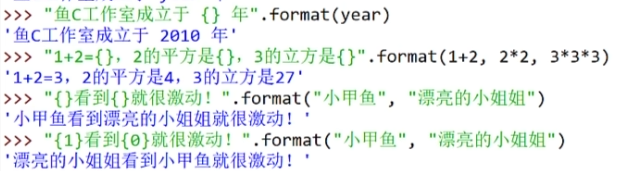 >>> "鱼C工作室成立于 {} 年".format(year)
'鱼C工作室成立于 2010 年'
>>> "1+2={}，2的平方是{}，3的立方是{}".format(1+2, 2*2, 3*3*3)
'1+2=3，2的平方是4，3的立方是27'
>>> "{}看到{}就很激动！".format("小甲鱼", "漂亮的小姐姐")
'小甲鱼看到漂亮的小姐姐就很激动！'
>>> "{1}看到{0}就很激动！".format("小甲鱼", "漂亮的小姐姐")
'漂亮的小姐姐看到小甲鱼就很激动！'